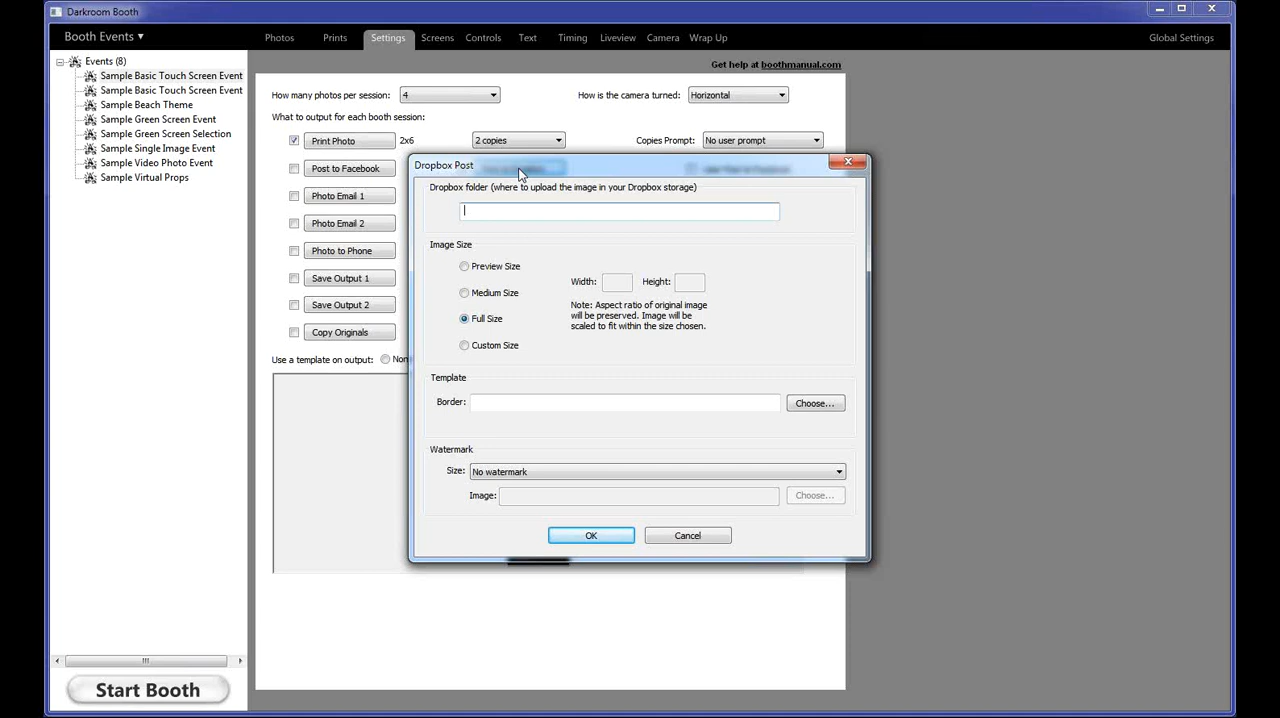 Darkroom Booth
Booth Events ▾
Photos Prints Settings Screens Controls Text Timing Liveview Camera Wrap Up Global Settings
Get help at boothmanual.com
Events (8)
Sample Basic Touch Screen Event
Sample Basic Touch Screen Event
Sample Beach Theme
Sample Green Screen Event
Sample Green Screen Selection
Sample Single Image Event
Sample Video Photo Event
Sample Virtual Props
How many photos per session: 4 How is the camera turned: Horizontal
What to output for each booth session:
Print Photo 2x6 2 copies Copies Prompt: No user prompt
Post to Facebook
Photo Email 1
Photo Email 2
Photo to Phone
Save Output 1
Save Output 2
Copy Originals
Use a template on output: Non
Dropbox Post
Dropbox folder (where to upload the image in your Dropbox storage)
Image Size
Preview Size
Medium Size
Full Size
Custom Size
Width: Height:
Note: Aspect ratio of original image
will be preserved. Image will be
scaled to fit within the size chosen.
Template
Border: Choose...
Watermark
Size: No watermark
Image: Choose...
OK Cancel
Start Booth